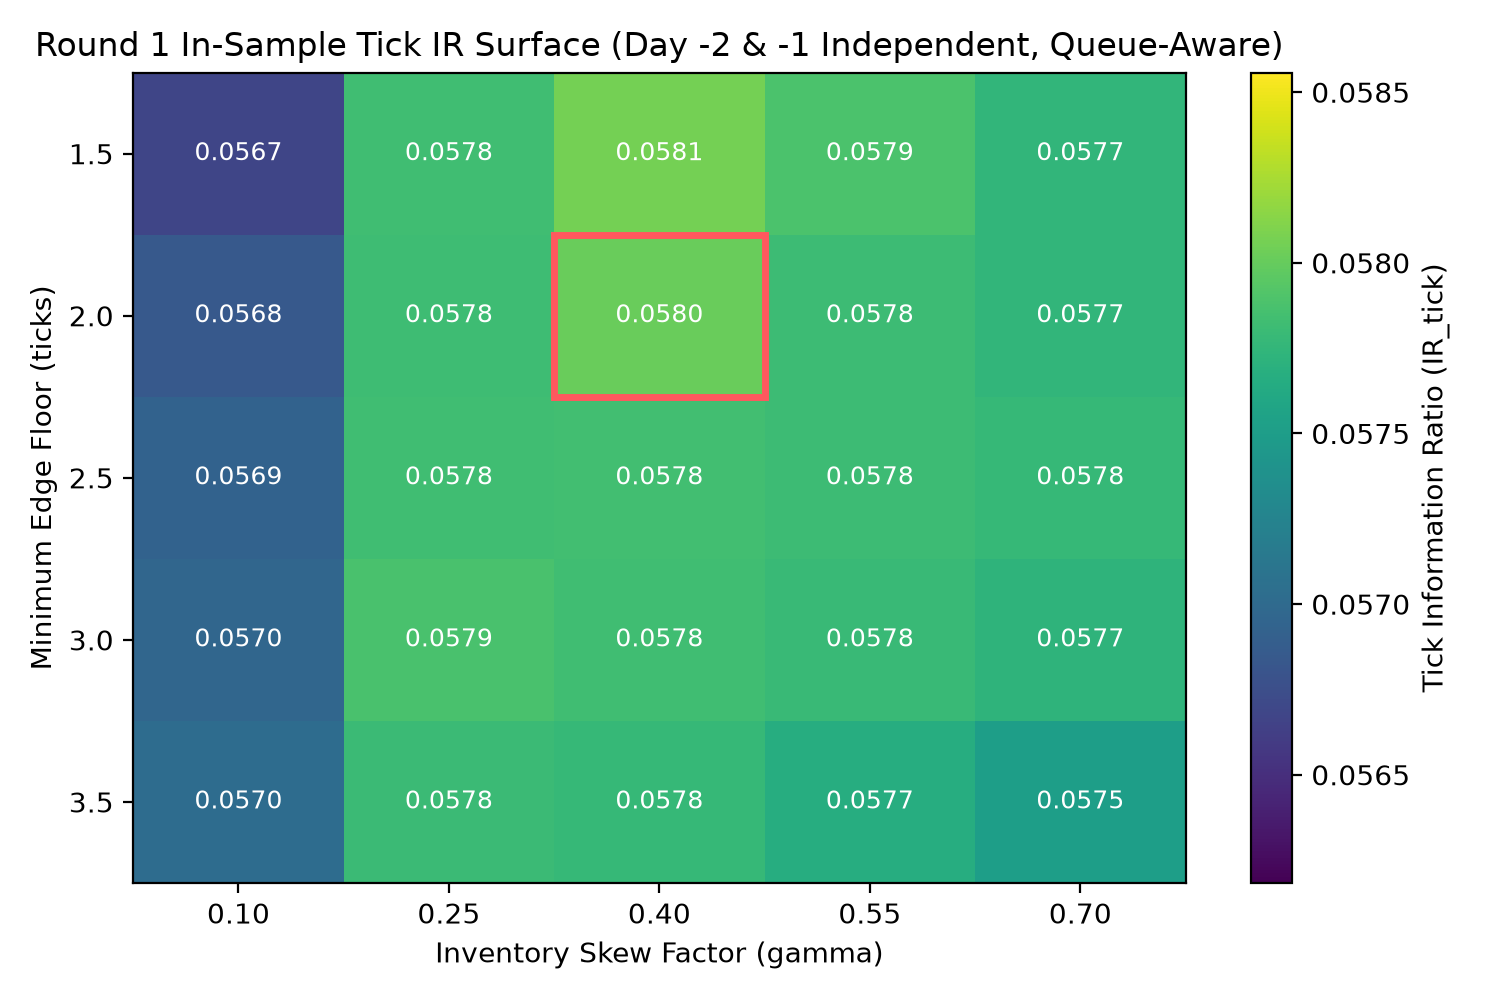 Round 1 In-Sample Tick IR Surface (Day -2 & -1 Independent, Queue-Aware)
Minimum Edge Floor (ticks)
1.5 0.0567 0.0578 0.0581 0.0579 0.0577
2.0 0.0568 0.0578 0.0580 0.0578 0.0577
2.5 0.0569 0.0578 0.0578 0.0578 0.0578
3.0 0.0570 0.0579 0.0578 0.0578 0.0577
3.5 0.0570 0.0578 0.0578 0.0577 0.0575
0.10 0.25 0.40 0.55 0.70
Inventory Skew Factor (gamma)
0.0585
0.0580
0.0575
0.0570
0.0565
Tick Information Ratio (IR_tick)